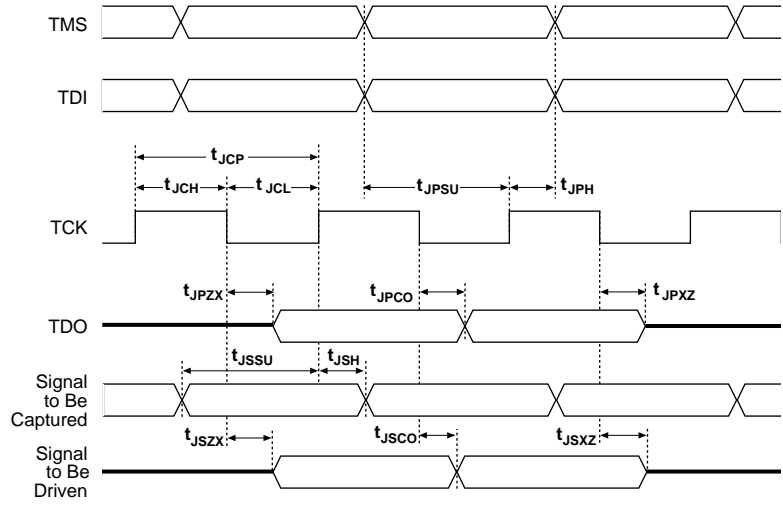 TMS
TDI
tJCP
tJCH
tJCL
tJPSU
tJPH
TCK
tJPZX
tJPCO
tJPXZ
TDO
tJSSU
tJSH
Signal
to Be
Captured
tJSZX
tJSCO
tJSXZ
Signal
to Be
Driven